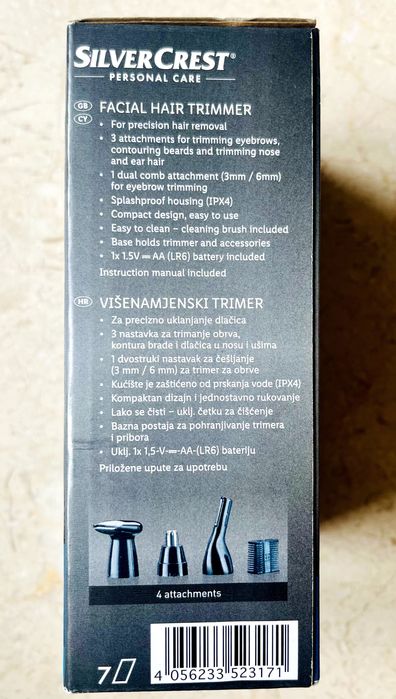 SILVERCREST®
PERSONAL CARE
GB
CY
FACIAL HAIR TRIMMER
• For precision hair removal
• 3 attachments for trimming eyebrows,
contouring beards and trimming nose
and ear hair
• 1 dual comb attachment (3mm / 6mm)
for eyebrow trimming
• Splashproof housing (IPX4)
• Compact design, easy to use
• Easy to clean – cleaning brush included
• Base holds trimmer and accessories
• 1x 1.5V ⎓ AA (LR6) battery included
Instruction manual included
HR
VIŠENAMJENSKI TRIMER
• Za precizno uklanjanje dlačica
• 3 nastavka za trimanje obrva,
kontura brade i dlačica u nosu i ušima
• 1 dvostruki nastavak za češljanje
(3 mm / 6 mm) za trimer za obrve
• Kućište je zaštićeno od prskanja vode (IPX4)
• Kompaktan dizajn i jednostavno rukovanje
• Lako se čisti – uklj. četku za čišćenje
• Bazna postaja za pohranjivanje trimera
i pribora
• Uklj. 1x 1,5-V-⎓-AA-(LR6) bateriju
Priložene upute za upotrebu
4 attachments
7
4 056233 523171